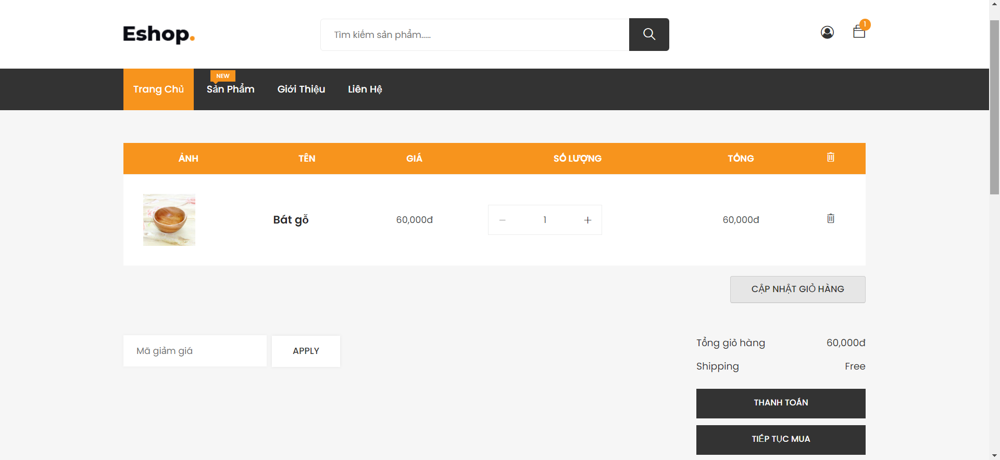 Eshop.
Tìm kiếm sản phẩm.....
1
NEW
Trang Chủ Sản Phẩm Giới Thiệu Liên Hệ
ẢNH TÊN GIÁ SỐ LƯỢNG TỔNG
Bát gỗ 60,000đ 1 60,000đ
CẬP NHẬT GIỎ HÀNG
Mã giảm giá APPLY
Tổng giỏ hàng 60,000đ
Shipping Free
THANH TOÁN
TIẾP TỤC MUA